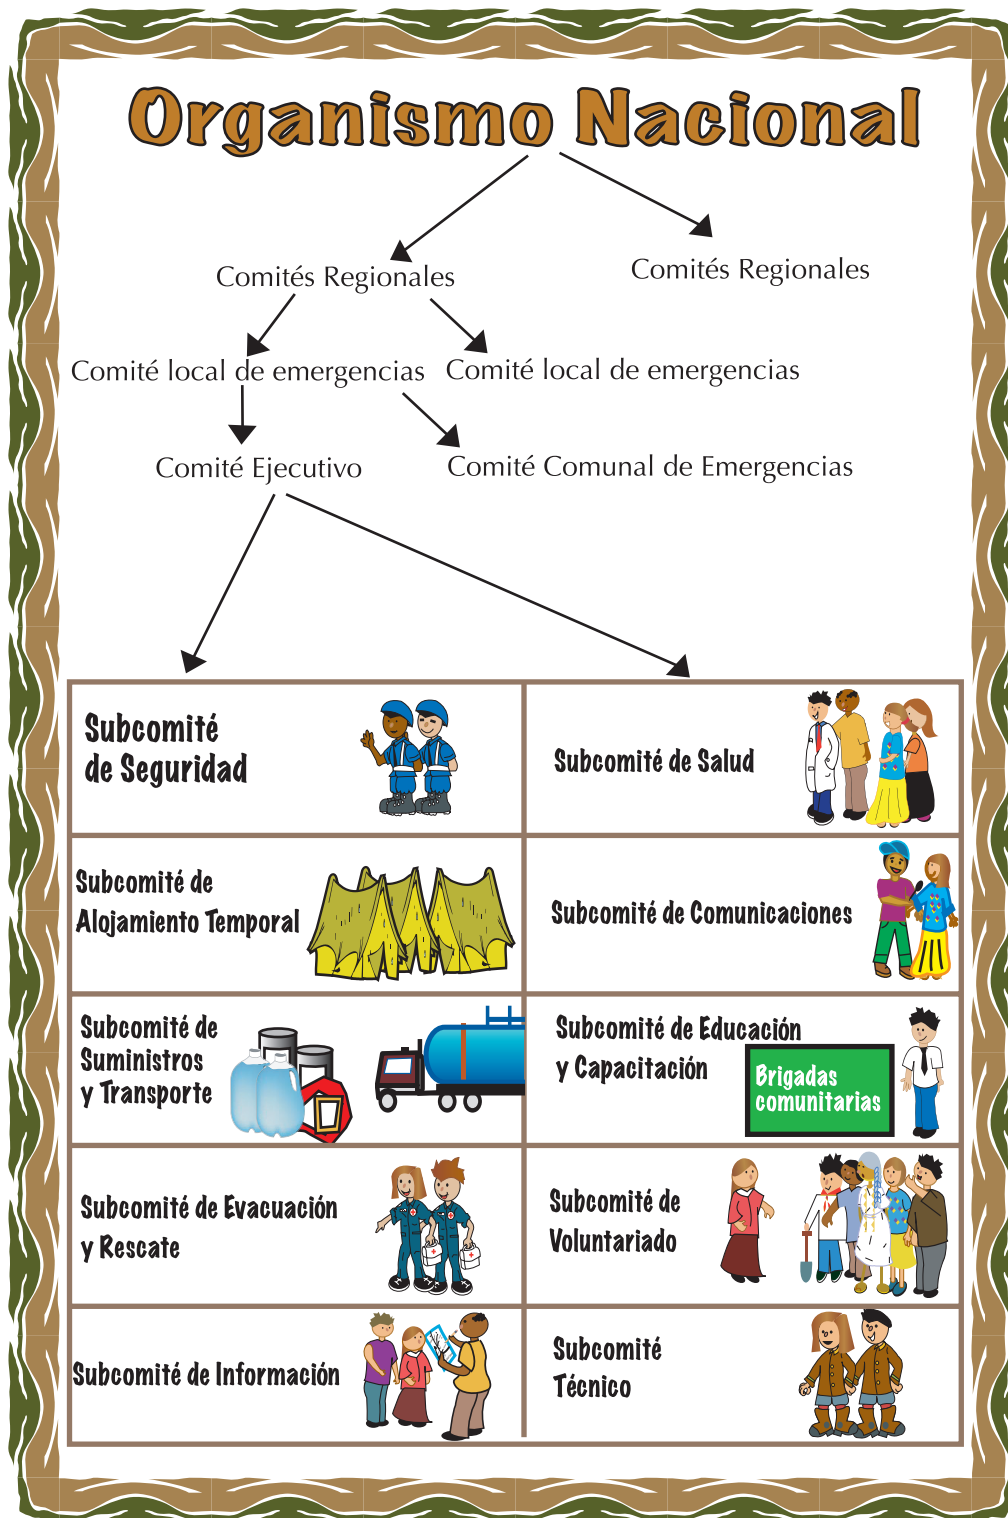 Organismo Nacional
Comités Regionales
Comités Regionales
Comité local de emergencias
Comité local de emergencias
Comité Ejecutivo
Comité Comunal de Emergencias
Subcomité
de Seguridad
Subcomité de Salud
Subcomité de
Alojamiento Temporal
Subcomité de Comunicaciones
Subcomité de
Suministros
y Transporte
Subcomité de Educación
y Capacitación
Brigadas
comunitarias
Subcomité de Evacuación
y Rescate
Subcomité de
Voluntariado
Subcomité de Información
Subcomité
Técnico